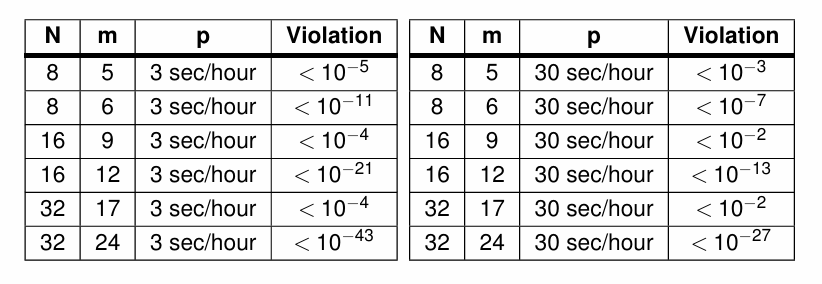 N m p Violation N m p Violation
8 5 3 sec/hour < 10⁻⁵ 8 5 30 sec/hour < 10⁻³
8 6 3 sec/hour < 10⁻¹¹ 8 6 30 sec/hour < 10⁻⁷
16 9 3 sec/hour < 10⁻⁴ 16 9 30 sec/hour < 10⁻²
16 12 3 sec/hour < 10⁻²¹ 16 12 30 sec/hour < 10⁻¹³
32 17 3 sec/hour < 10⁻⁴ 32 17 30 sec/hour < 10⁻²
32 24 3 sec/hour < 10⁻⁴³ 32 24 30 sec/hour < 10⁻²⁷